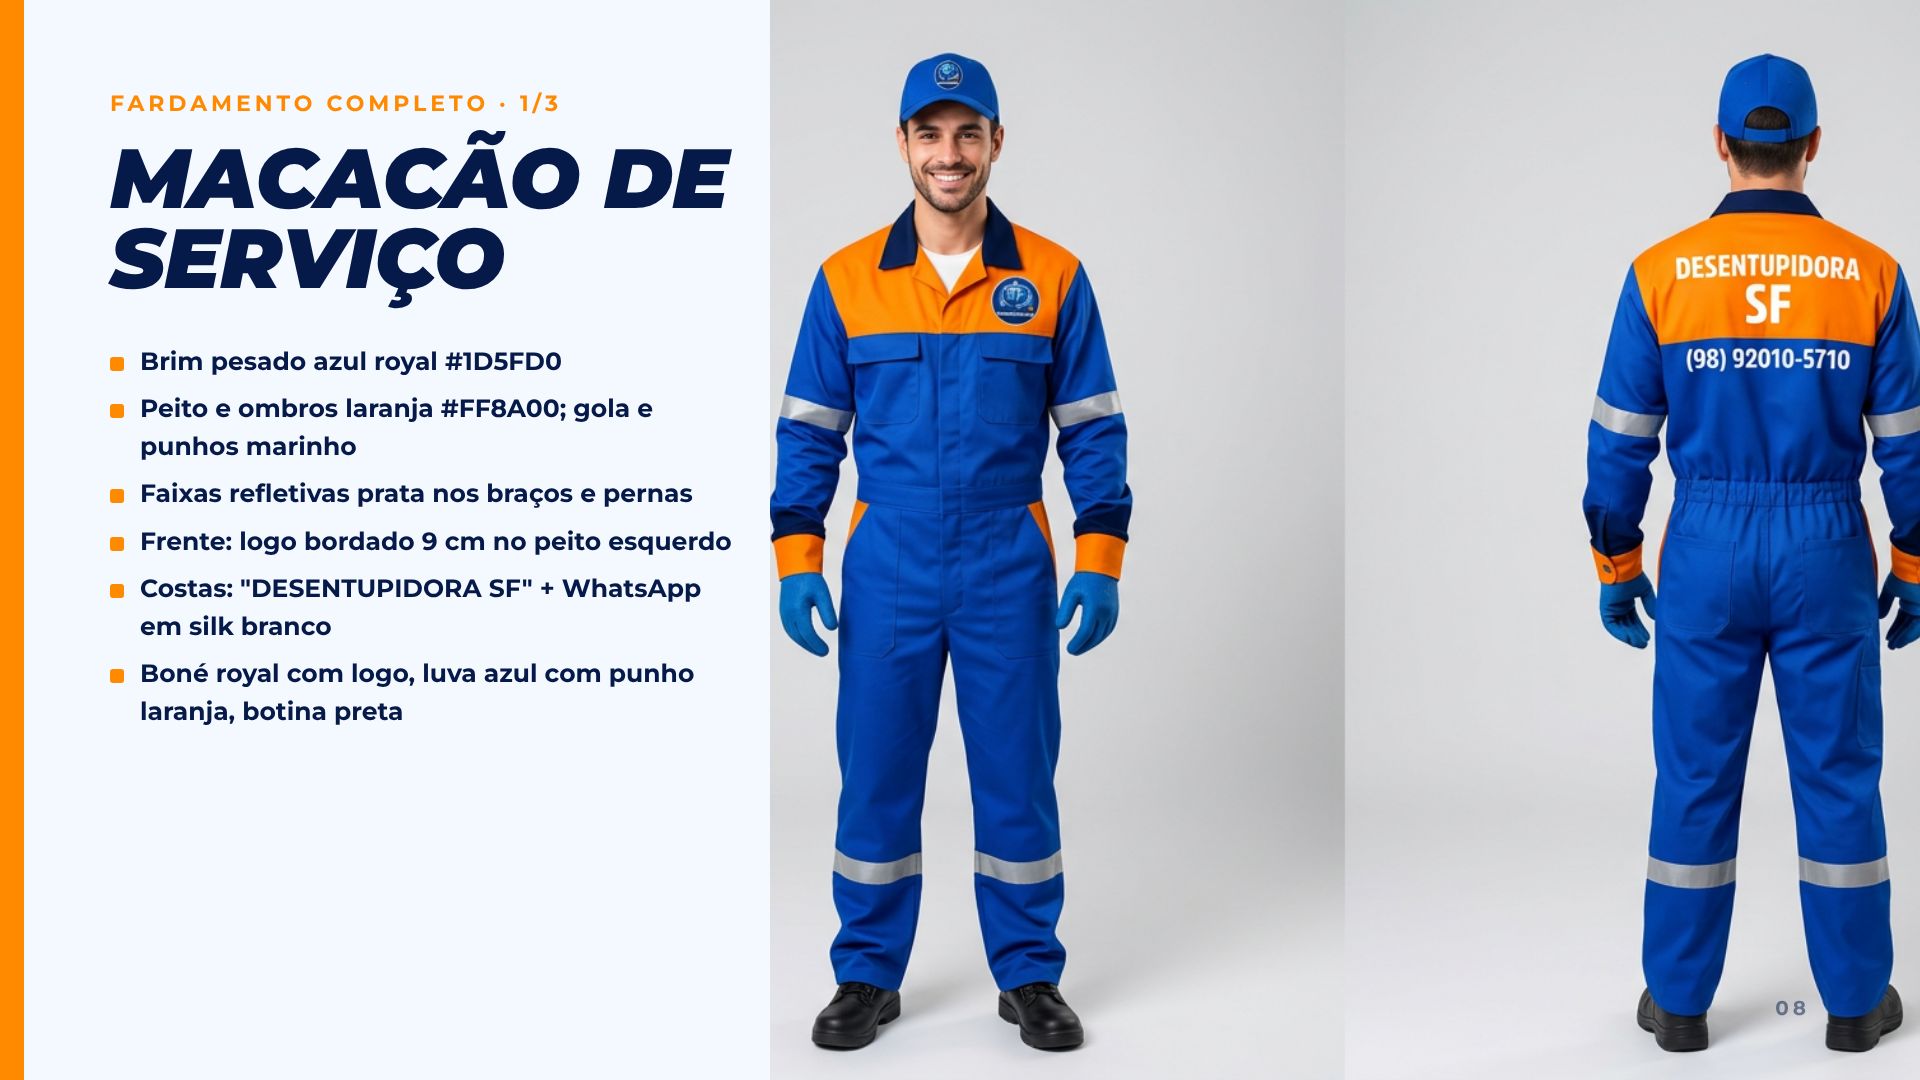 FARDAMENTO COMPLETO · 1/3
MACACÃO DE
SERVIÇO
Brim pesado azul royal #1D5FD0
Peito e ombros laranja #FF8A00; gola e
punhos marinho
Faixas refletivas prata nos braços e pernas
Frente: logo bordado 9 cm no peito esquerdo
Costas: "DESENTUPIDORA SF" + WhatsApp
em silk branco
Boné royal com logo, luva azul com punho
laranja, botina preta
DESENTUPIDORA
SF
(98) 92010-5710
08